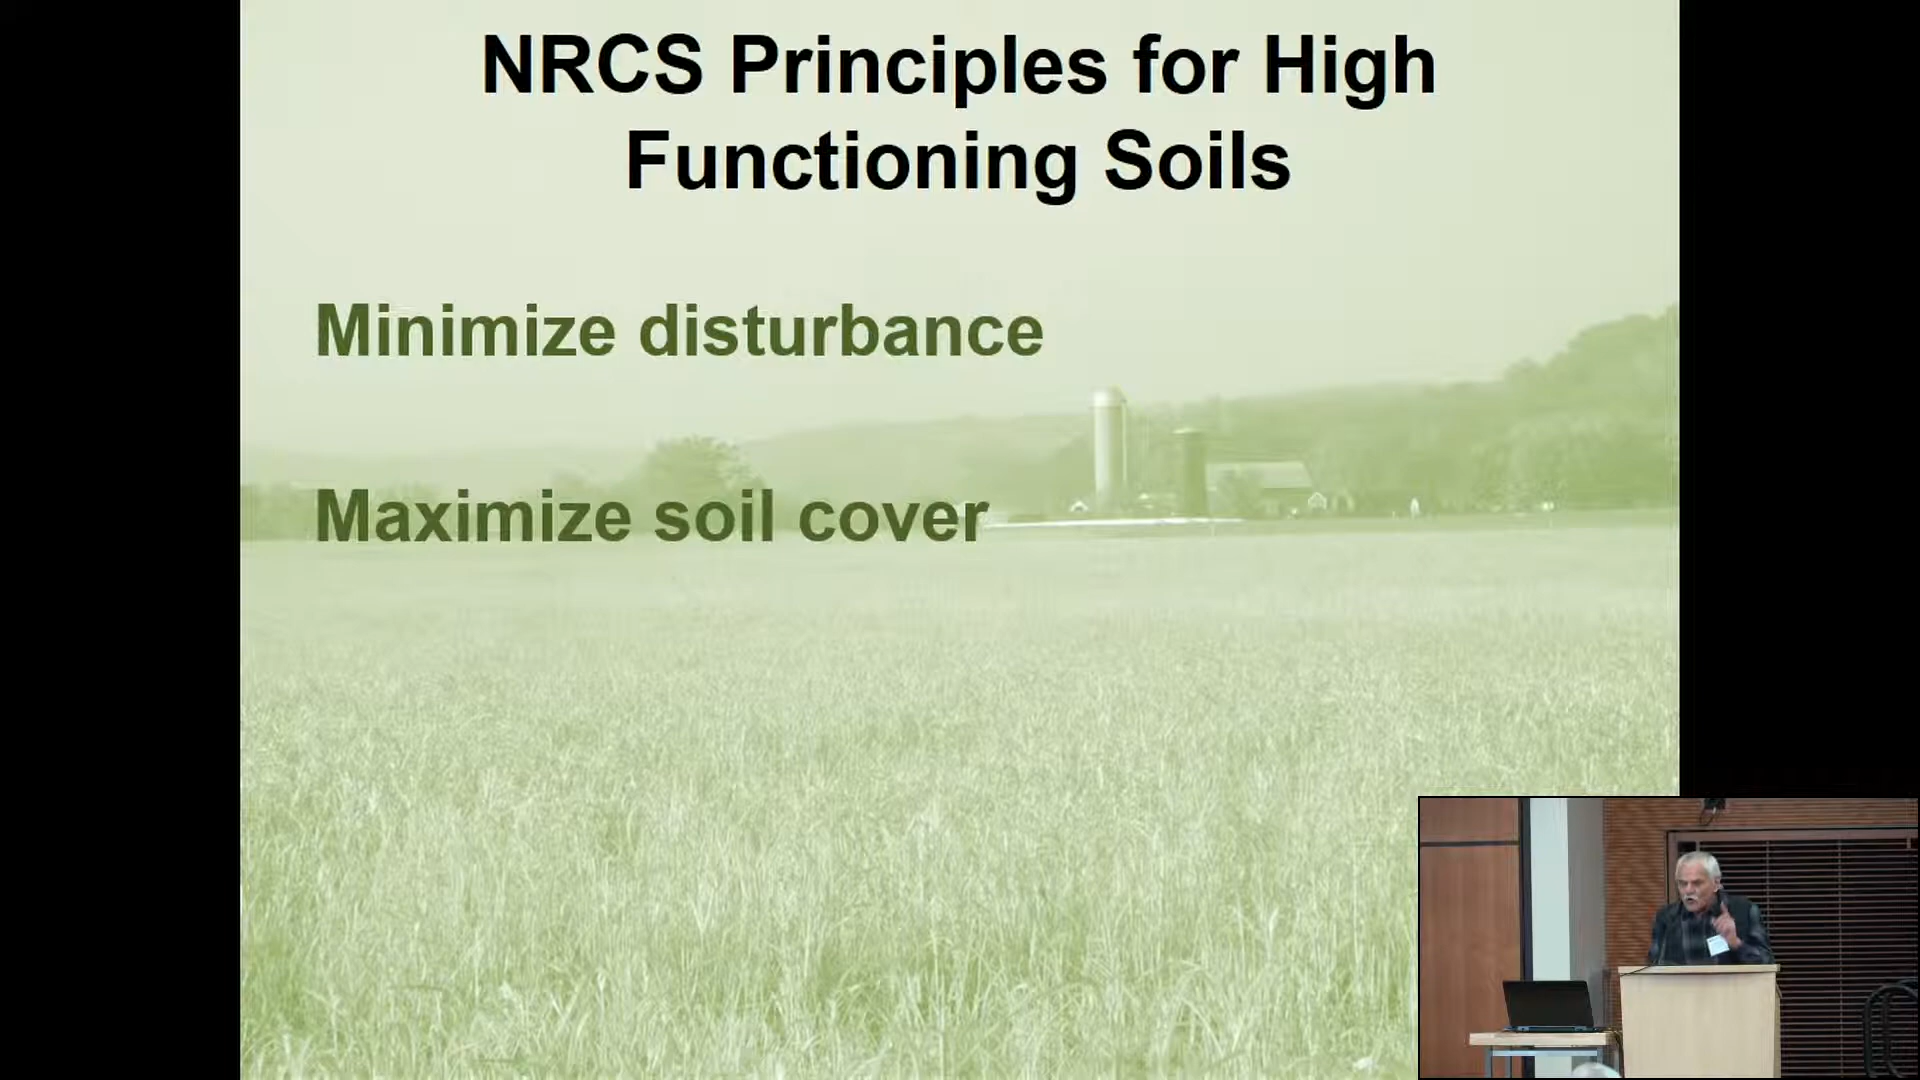 NRCS Principles for High
Functioning Soils
Minimize disturbance
Maximize soil cover